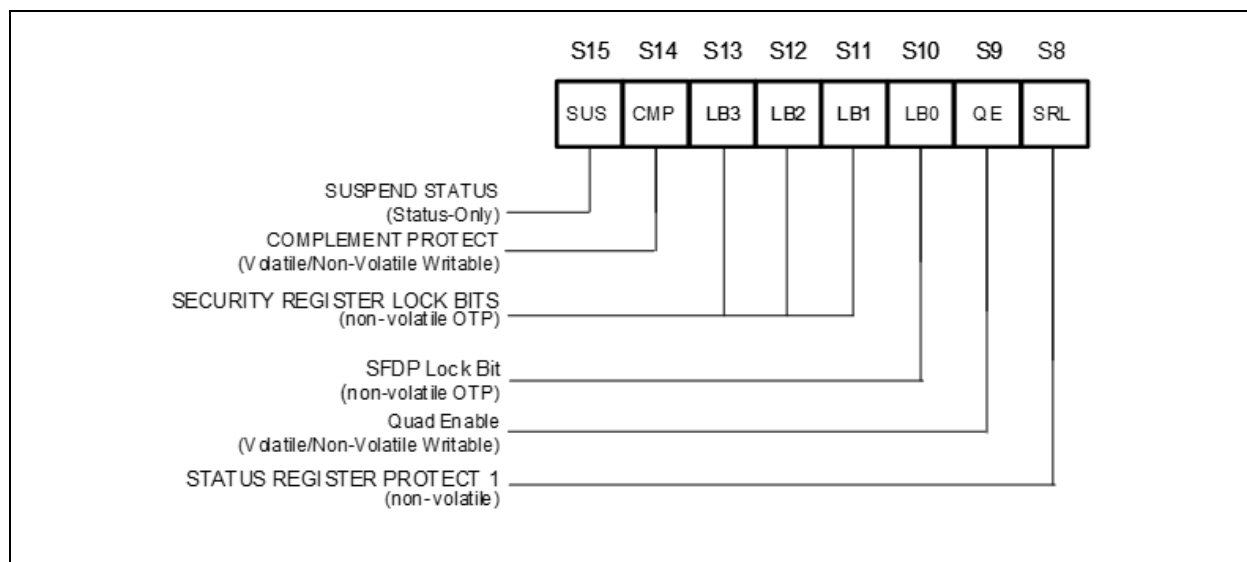 S15 S14 S13 S12 S11 S10 S9 S8
SUS CMP LB3 LB2 LB1 LB0 QE SRL
SUSPEND STATUS
(Status-Only)
COMPLEMENT PROTECT
(Volatile/Non-Volatile Writable)
SECURITY REGISTER LOCK BITS
(non-volatile OTP)
SFDP Lock Bit
(non-volatile OTP)
Quad Enable
(Volatile/Non-Volatile Writable)
STATUS REGISTER PROTECT 1
(non-volatile)